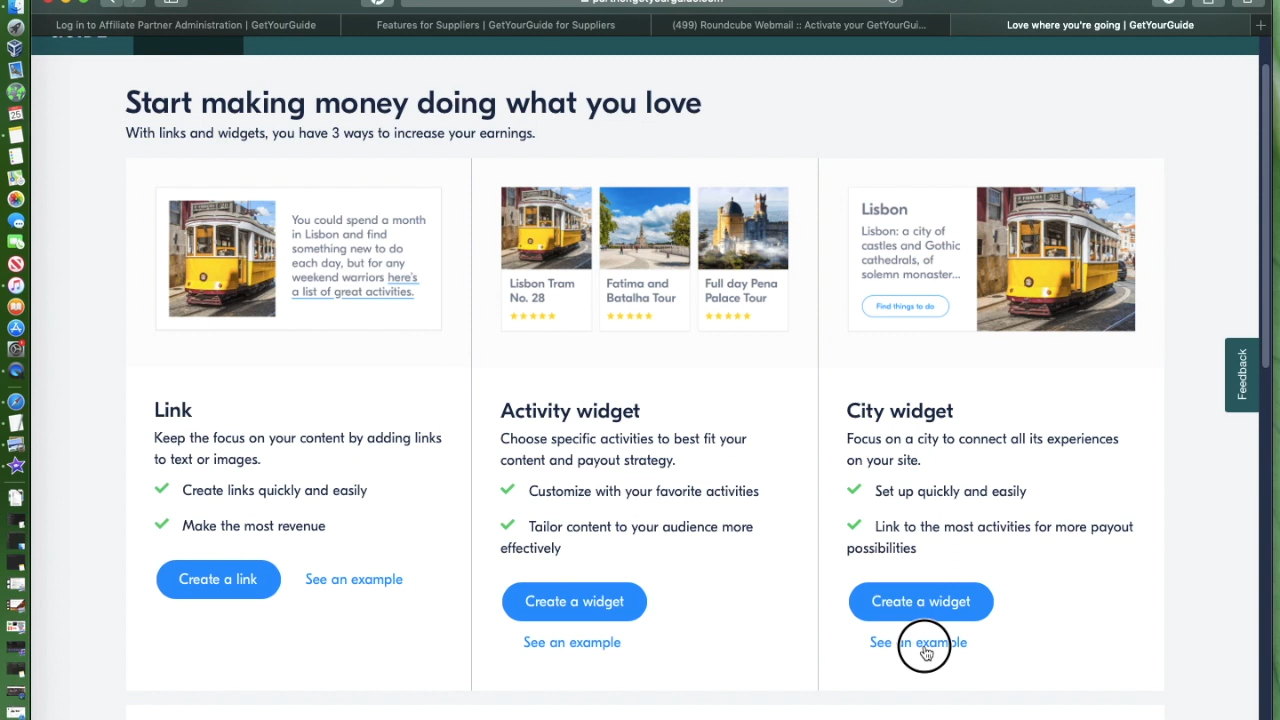 partner.getyourguide.com
Log in to Affiliate Partner Administration | GetYourGuide
Features for Suppliers | GetYourGuide for Suppliers
(499) Roundcube Webmail :: Activate your GetYourGui...
Love where you're going | GetYourGuide
25
Start making money doing what you love
With links and widgets, you have 3 ways to increase your earnings.
You could spend a month
in Lisbon and find
something new to do
each day, but for any
weekend warriors here's
a list of great activities.
Link
Keep the focus on your content by adding links
to text or images.
Create links quickly and easily
Make the most revenue
Create a link
See an example
Lisbon Tram
No. 28
Fatima and
Batalha Tour
Full day Pena
Palace Tour
Activity widget
Choose specific activities to best fit your
content and payout strategy.
Customize with your favorite activities
Tailor content to your audience more
effectively
Create a widget
See an example
Lisbon
Lisbon: a city of
castles and Gothic
cathedrals, of
solemn monaster...
Find things to do
City widget
Focus on a city to connect all its experiences
on your site.
Set up quickly and easily
Link to the most activities for more payout
possibilities
Create a widget
See an example
Feedback